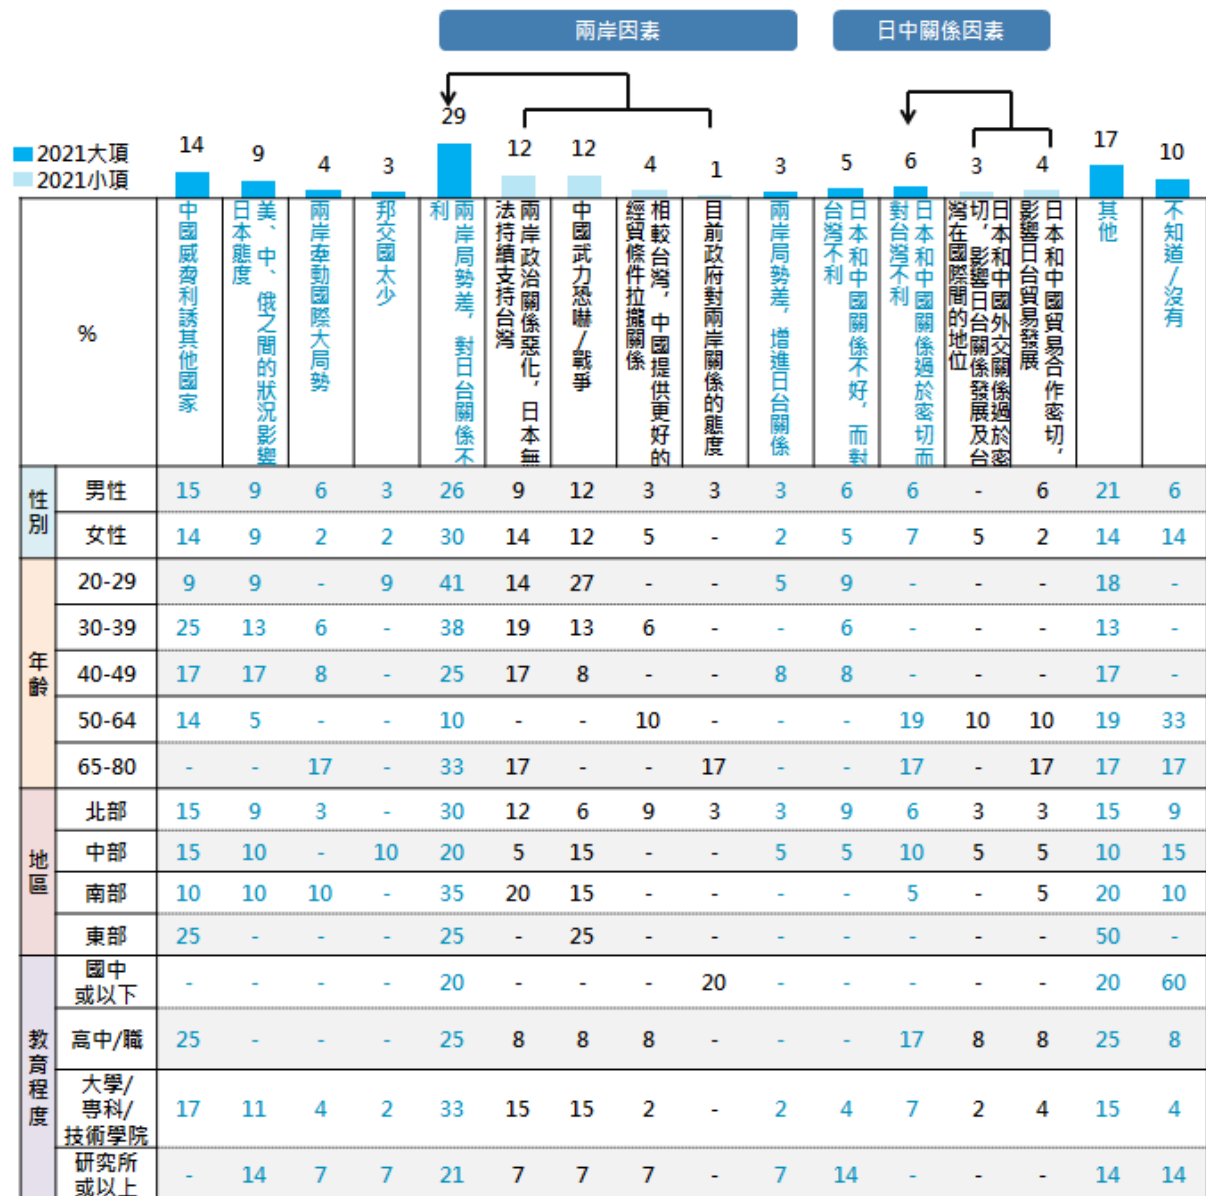 兩岸因素
日中關係因素
2021大項
2021小項
14 9 4 3 29 12 12 4 1 3 5 6 3 4 17 10
%
中國威脅利誘其他國家
美、中、俄之間的狀況影響
日本態度
兩岸牽動國際大局勢
邦交國太少
兩岸局勢差，對日台關係不
利
兩岸政治關係惡化，日本無
法持續支持台灣
中國武力恐嚇/戰爭
相較台灣，中國提供更好的
經貿條件拉攏關係
目前政府對兩岸關係的態度
兩岸局勢差，增進日台關係
日本和中國關係不好，而對
台灣不利
日本和中國關係過於密切而
對台灣不利
日本和中國外交關係過於密
切，影響日台關係發展及台
灣在國際間的地位
日本和中國貿易合作密切，
影響日台貿易發展
其他
不知道/沒有
性別
男性 15 9 6 3 26 9 12 3 3 3 6 6 - 6 21 6
女性 14 9 2 2 30 14 12 5 - 2 5 7 5 2 14 14
年齡
20-29 9 9 - 9 41 14 27 - - 5 9 - - - 18 -
30-39 25 13 6 - 38 19 13 6 - - 6 - - - 13 -
40-49 17 17 8 - 25 17 8 - - 8 8 - - - 17 -
50-64 14 5 - - 10 - - 10 - - - 19 10 10 19 33
65-80 - - 17 - 33 17 - - 17 - - 17 - 17 17 17
地區
北部 15 9 3 - 30 12 6 9 3 3 9 6 3 3 15 9
中部 15 10 - 10 20 5 15 - - 5 5 10 5 5 10 15
南部 10 10 10 - 35 20 15 - - - - 5 - 5 20 10
東部 25 - - - 25 - 25 - - - - - - - 50 -
教育程度
國中
或以下 - - - - 20 - - - 20 - - - - - 20 60
高中/職 25 - - - 25 8 8 8 - - - 17 8 8 25 8
大學/
專科/
技術學院 17 11 4 2 33 15 15 2 - 2 4 7 2 4 15 4
研究所
或以上 - 14 7 7 21 7 7 7 - 7 14 - - - 14 14